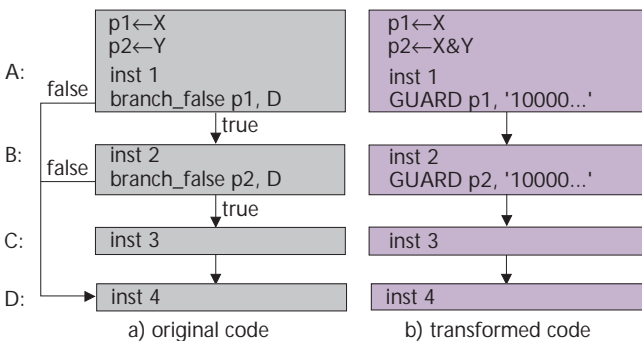 A:
p1←X
p2←Y
inst 1
branch_false p1, D
false
true
B:
inst 2
branch_false p2, D
false
true
C:
inst 3
D:
inst 4
a) original code
p1←X
p2←X&Y
inst 1
GUARD p1, '10000...'
inst 2
GUARD p2, '10000...'
inst 3
inst 4
b) transformed code